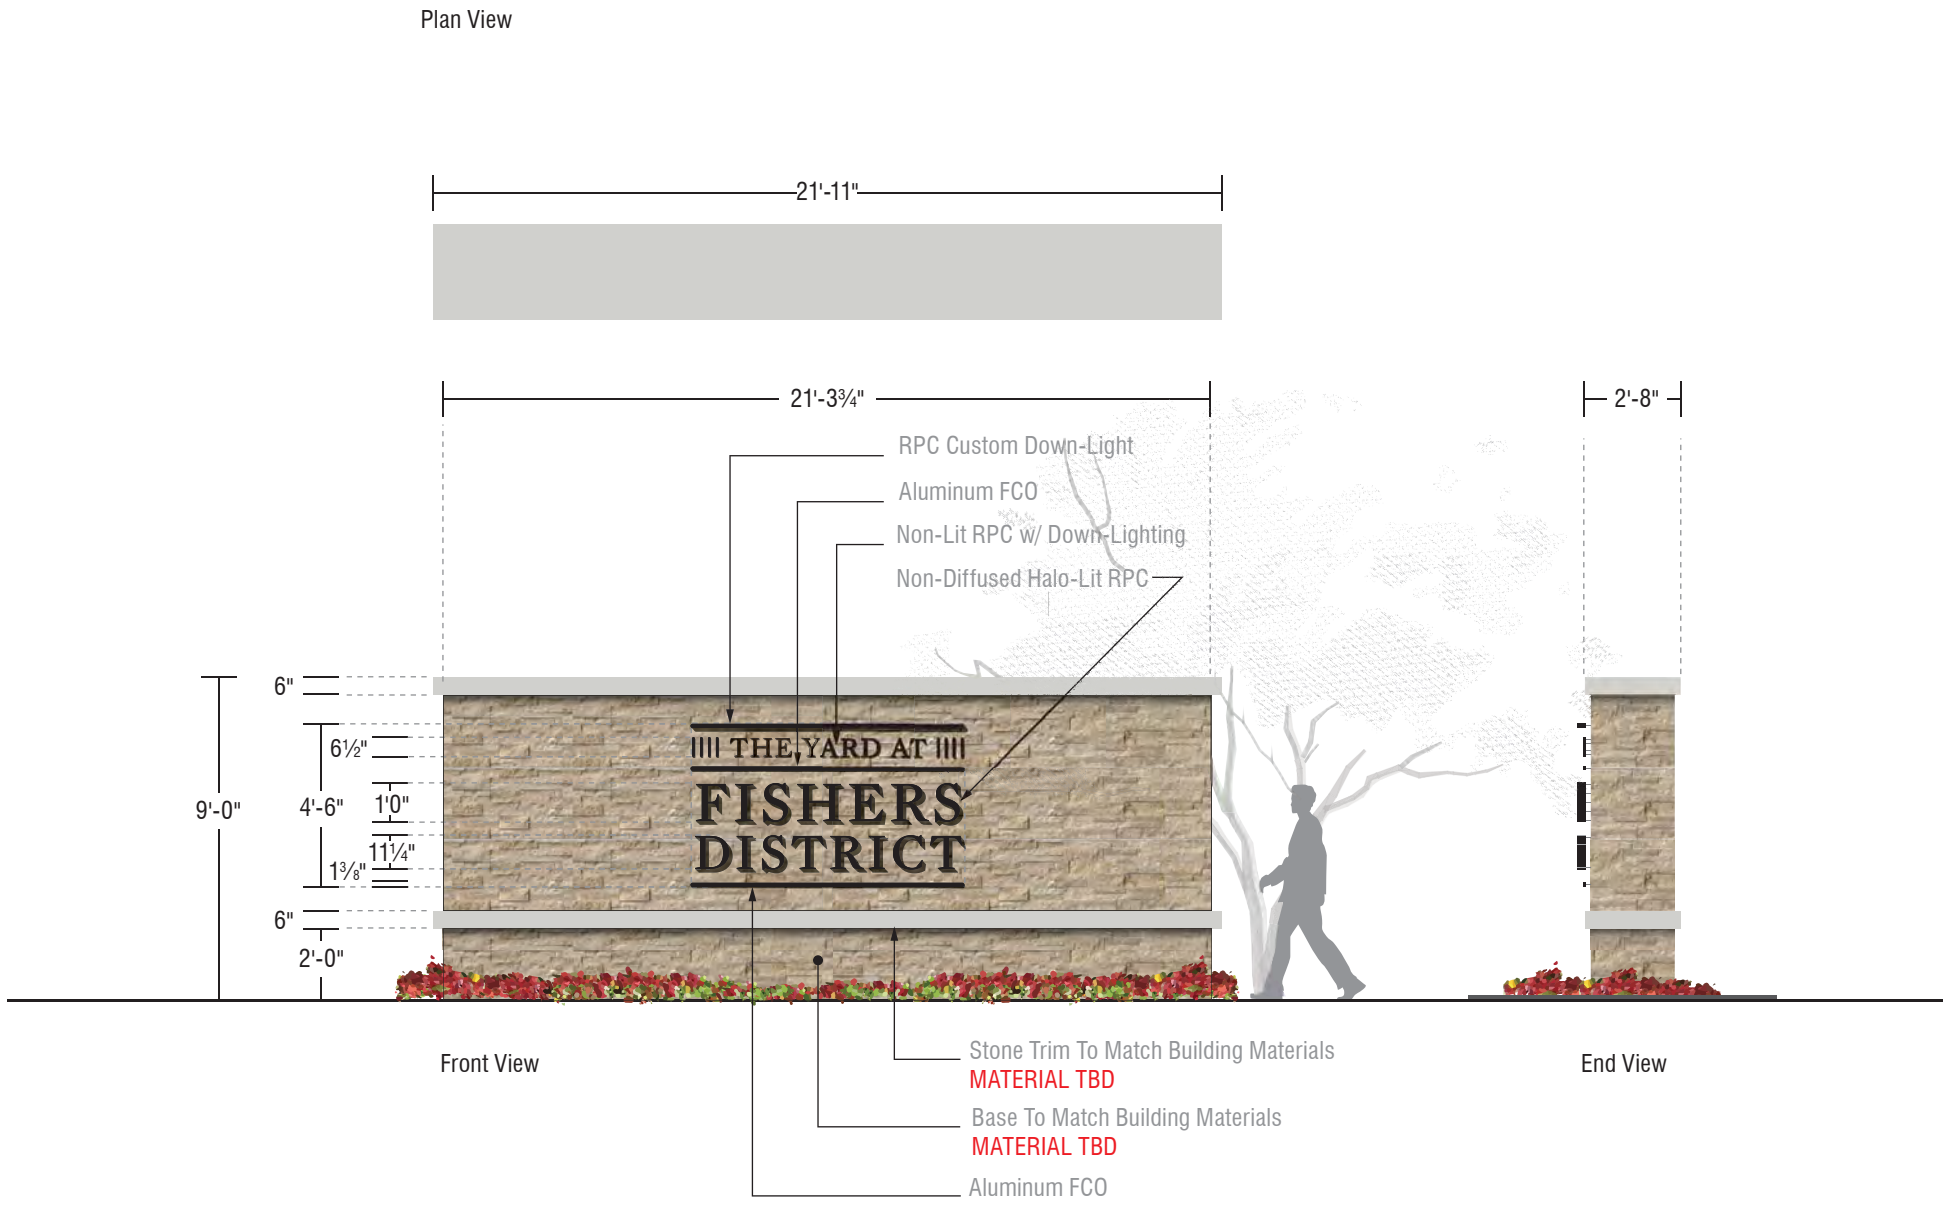 Plan View
21'-11"
21'-3¾"
2'-8"
RPC Custom Down-Light
Aluminum FCO
Non-Lit RPC w/ Down-Lighting
Non-Diffused Halo-Lit RPC
6"
6½"
9'-0"
4'-6"
1'0"
11¼"
1⅜"
6"
2'-0"
THE YARD AT
FISHERS
DISTRICT
Front View
End View
Stone Trim To Match Building Materials
MATERIAL TBD
Base To Match Building Materials
MATERIAL TBD
Aluminum FCO